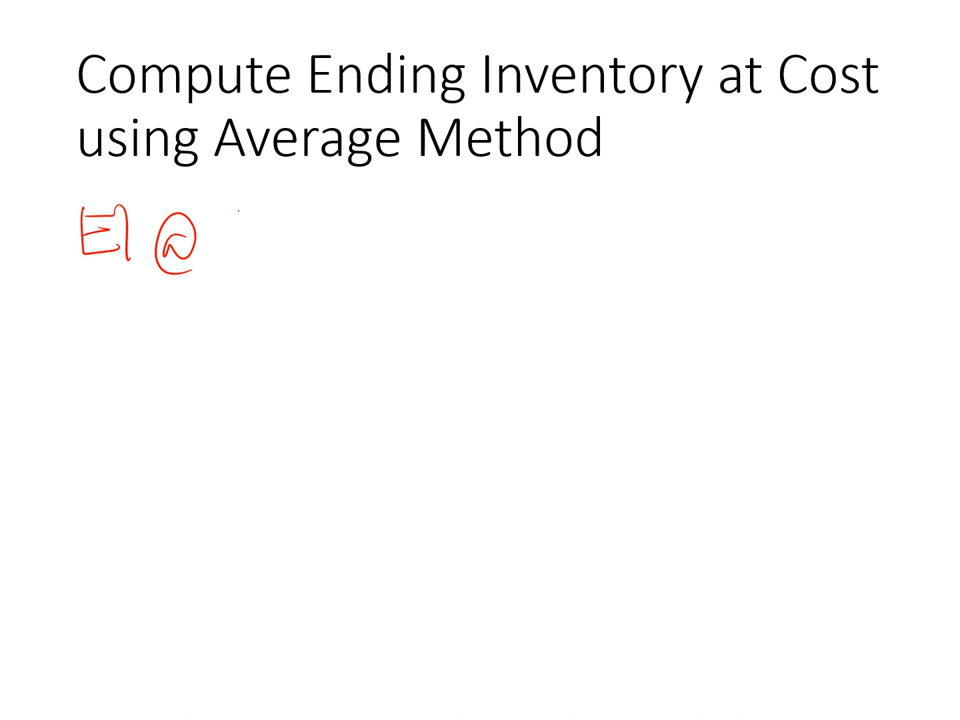 Compute Ending Inventory at Cost
using Average Method
EI @